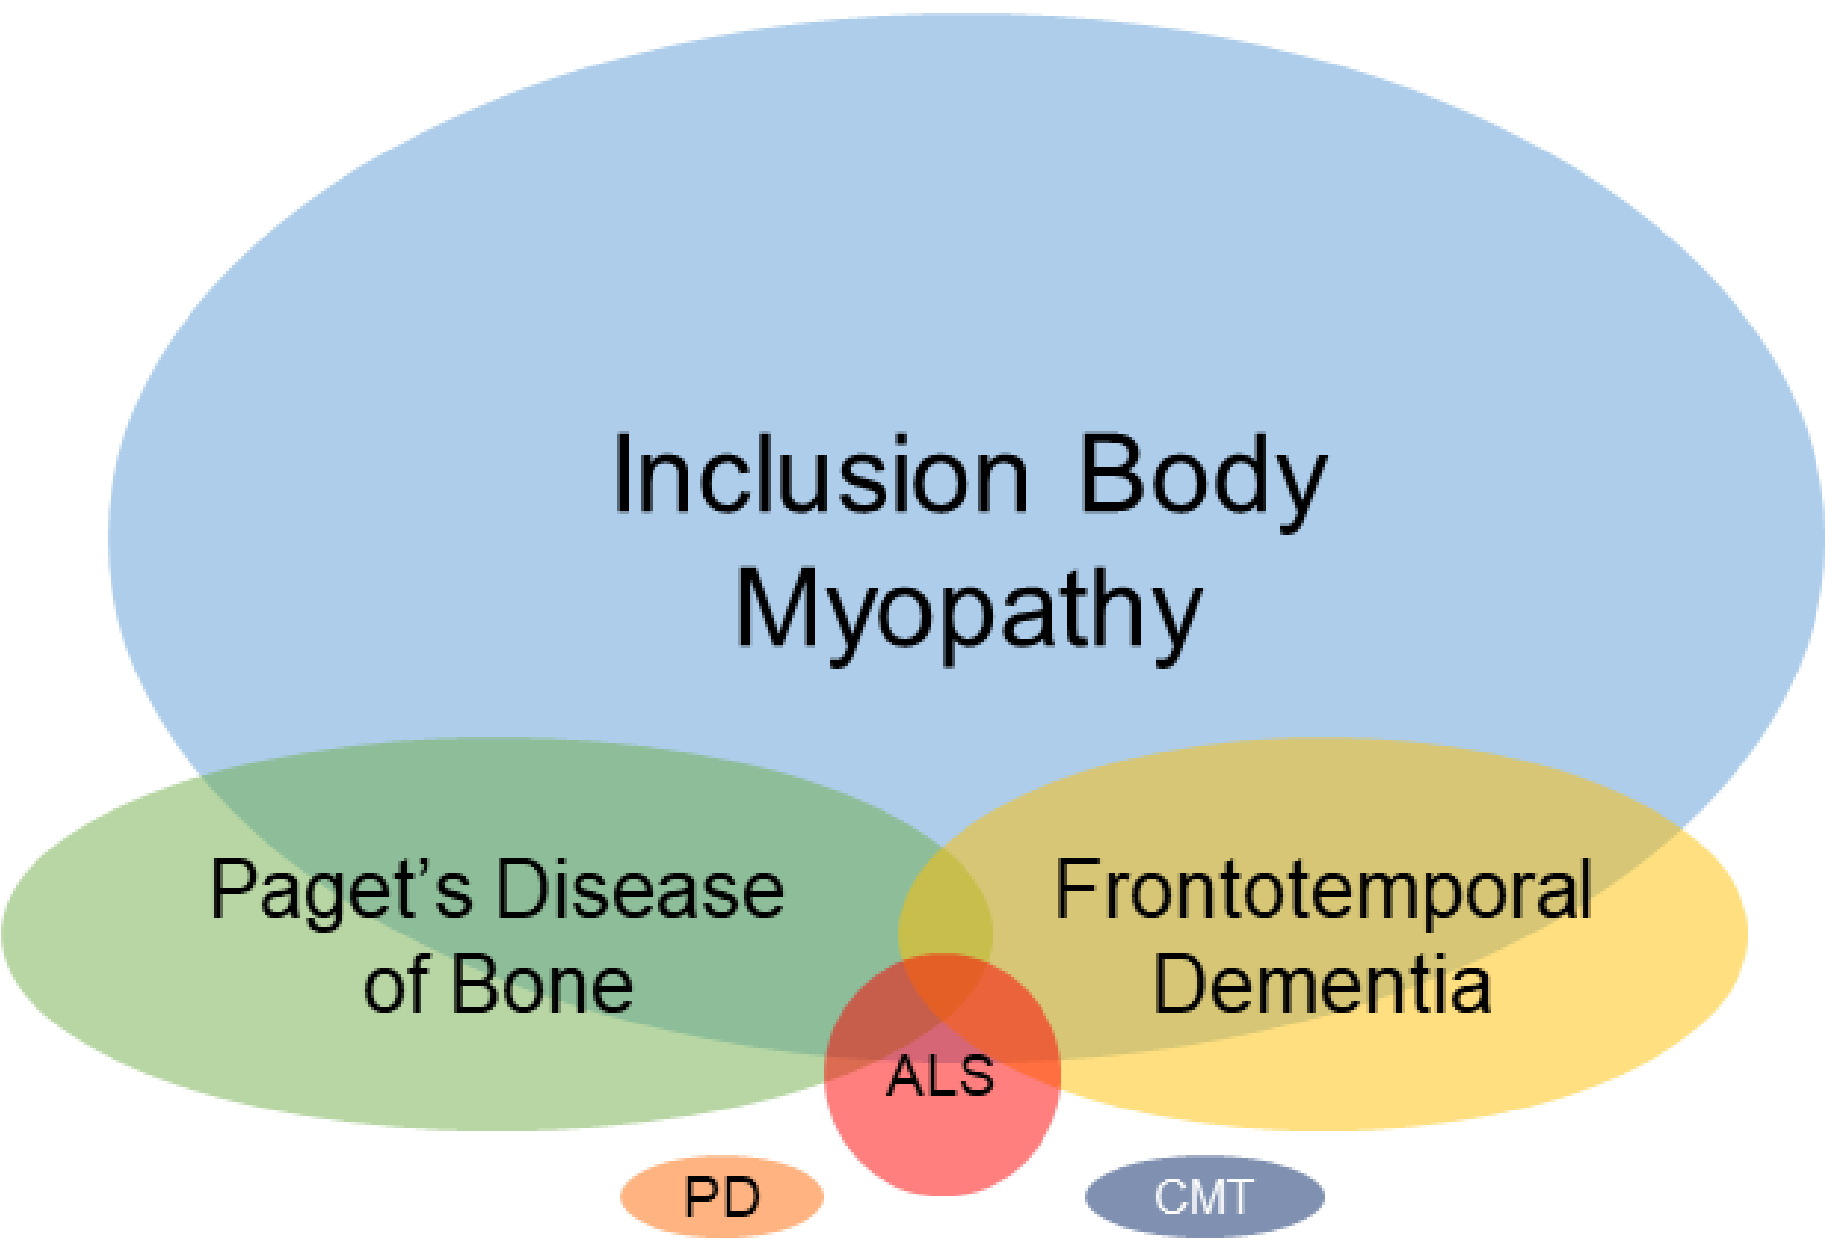 Inclusion Body
Myopathy
Paget’s Disease
of Bone
Frontotemporal
Dementia
ALS
PD
CMT